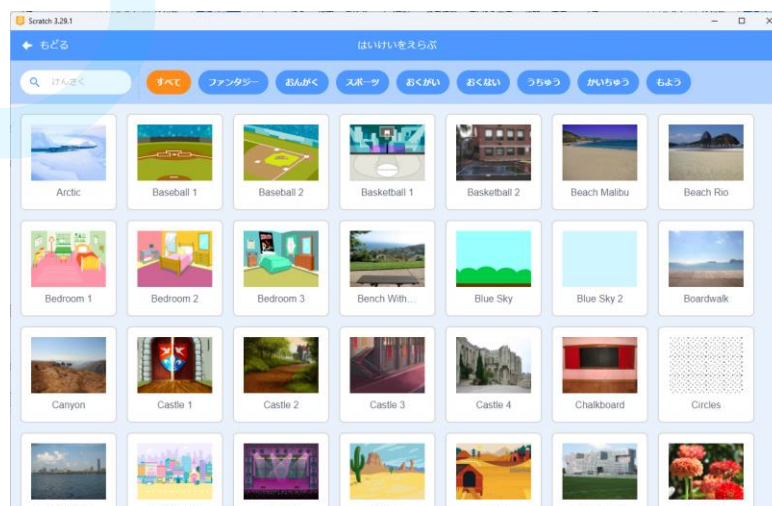 Scratch 3.29.1
もどる
はいけいをえらぶ
けんさく すべて ファンタジー おんがく スポーツ おくがい おくない うちゅう かいちゅう もよう
Arctic Baseball 1 Baseball 2 Basketball 1 Basketball 2 Beach Malibu Beach Rio
Bedroom 1 Bedroom 2 Bedroom 3 Bench With... Blue Sky Blue Sky 2 Boardwalk
Canyon Castle 1 Castle 2 Castle 3 Castle 4 Chalkboard Circles